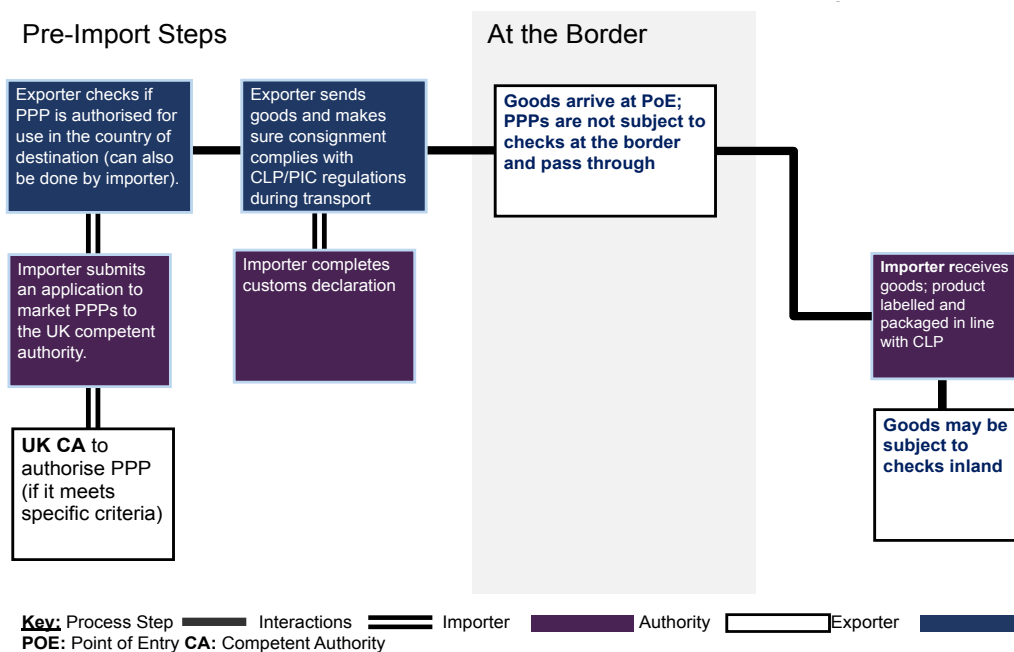 Pre-Import Steps
At the Border
Exporter checks if
PPP is authorised for
use in the country of
destination (can also
be done by importer).
Exporter sends
goods and makes
sure consignment
complies with
CLP/PIC regulations
during transport
Goods arrive at PoE;
PPPs are not subject to
checks at the border
and pass through
Importer submits
an application to
market PPPs to
the UK competent
authority.
Importer completes
customs declaration
Importer receives
goods; product
labelled and
packaged in line
with CLP
UK CA to
authorise PPP
(if it meets
specific criteria)
Goods may be
subject to
checks inland
Key: Process Step Interactions Importer Authority Exporter
POE: Point of Entry CA: Competent Authority